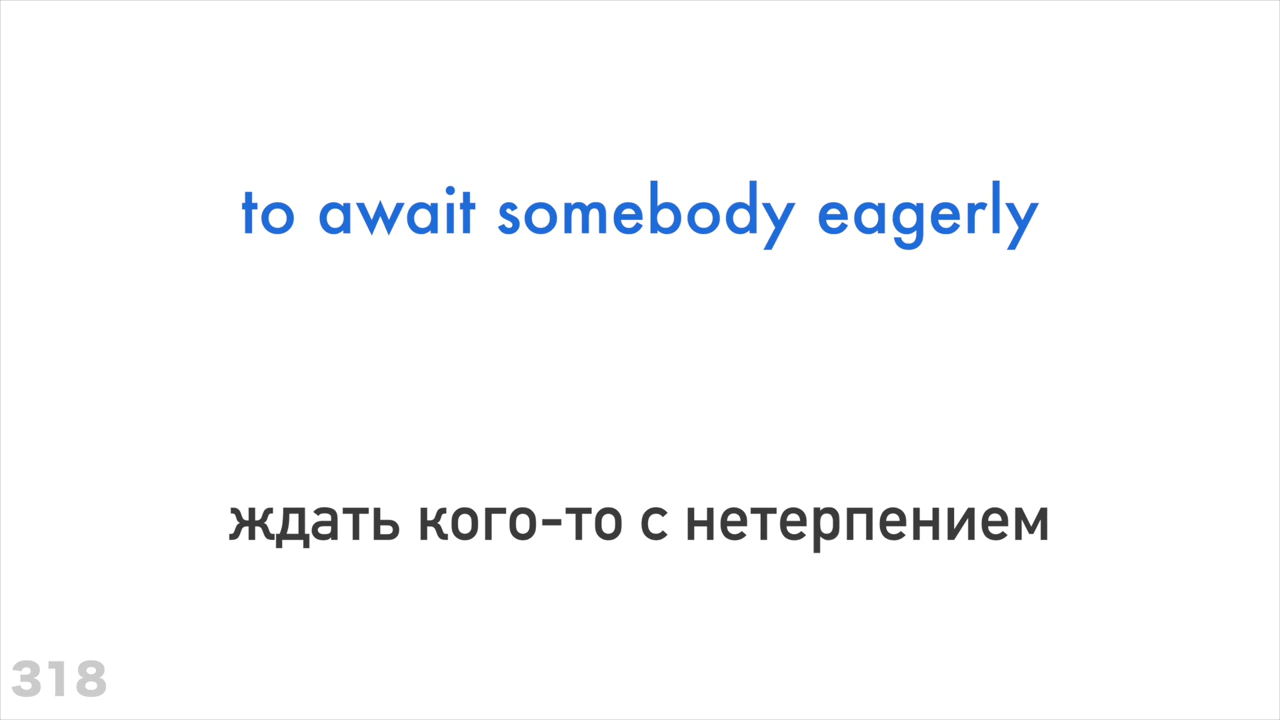 to await somebody eagerly
ждать кого-то с нетерпением
318